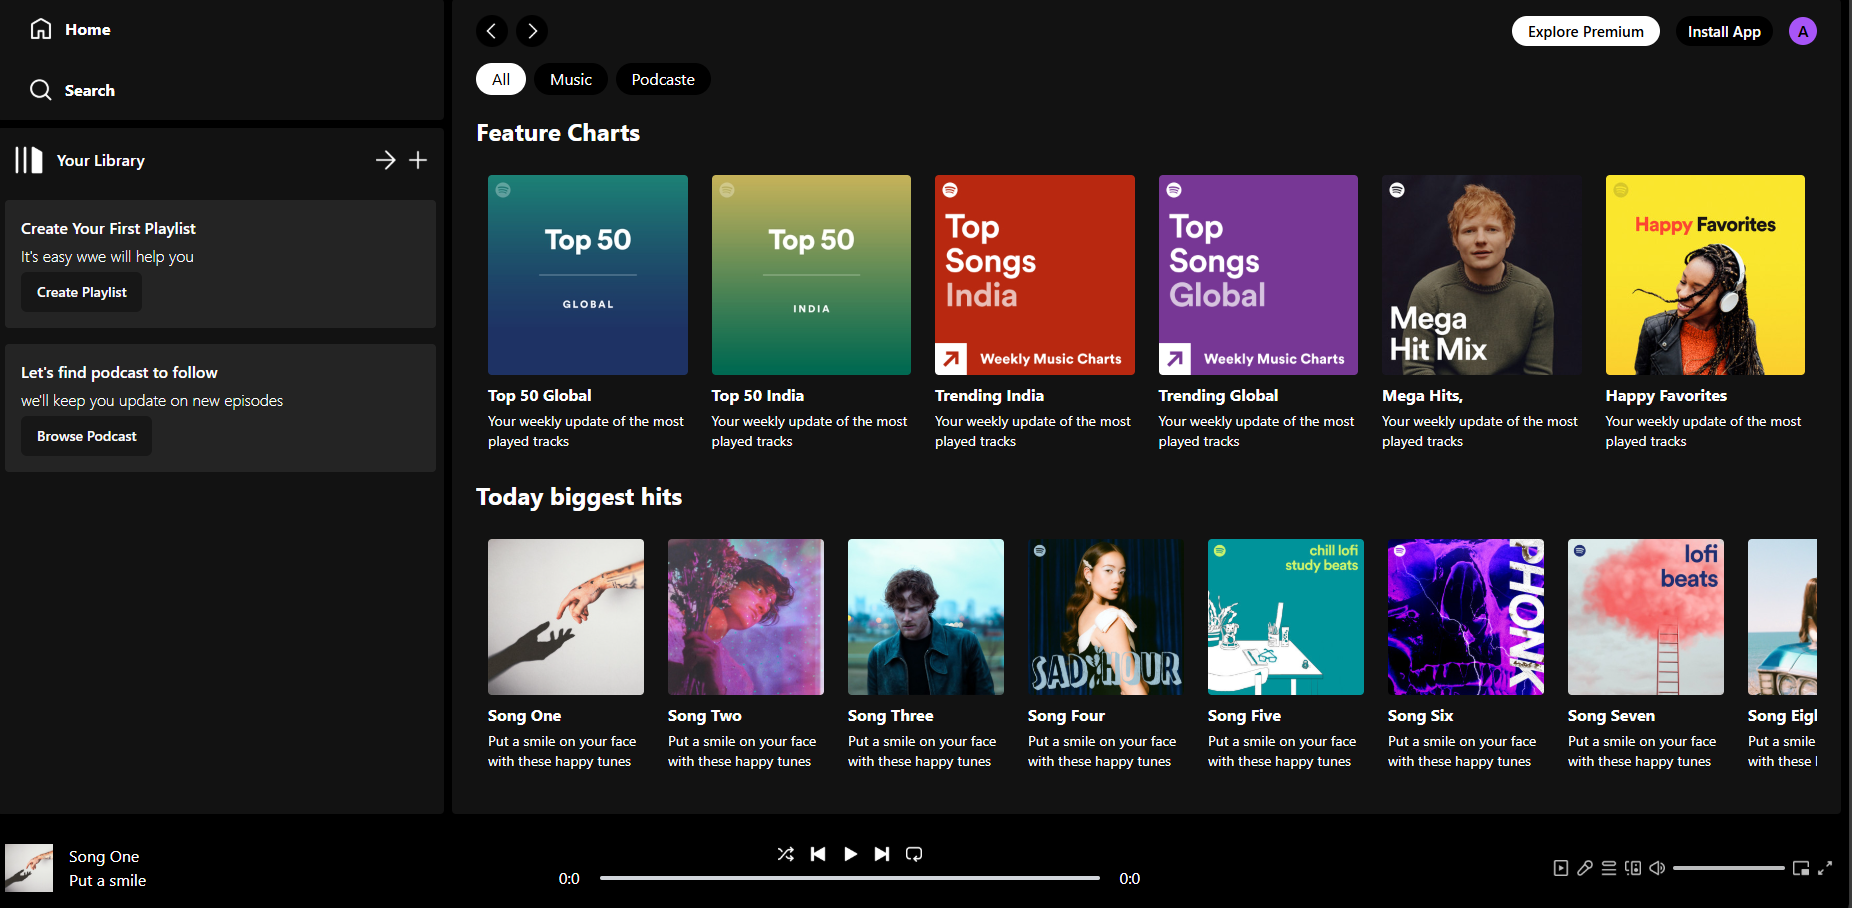 Home
Search
Your Library
Create Your First Playlist
It's easy wwe will help you
Create Playlist
Let's find podcast to follow
we'll keep you update on new episodes
Browse Podcast
Explore Premium
Install App
A
All
Music
Podcaste
Feature Charts
Top 50
GLOBAL
Top 50 Global
Your weekly update of the most
played tracks
Top 50
INDIA
Top 50 India
Your weekly update of the most
played tracks
Top
Songs
India
Weekly Music Charts
Trending India
Your weekly update of the most
played tracks
Top
Songs
Global
Weekly Music Charts
Trending Global
Your weekly update of the most
played tracks
Mega
Hit Mix
Mega Hits,
Your weekly update of the most
played tracks
Happy Favorites
Happy Favorites
Your weekly update of the most
played tracks
Today biggest hits
Song One
Put a smile on your face
with these happy tunes
Song Two
Put a smile on your face
with these happy tunes
Song Three
Put a smile on your face
with these happy tunes
SAD HOUR
Song Four
Put a smile on your face
with these happy tunes
chill lofi
study beats
Song Five
Put a smile on your face
with these happy tunes
PHONK
Song Six
Put a smile on your face
with these happy tunes
lofi
beats
Song Seven
Put a smile on your face
with these happy tunes
Song
Put a smile
with these
Song One
Put a smile
0:0
0:0